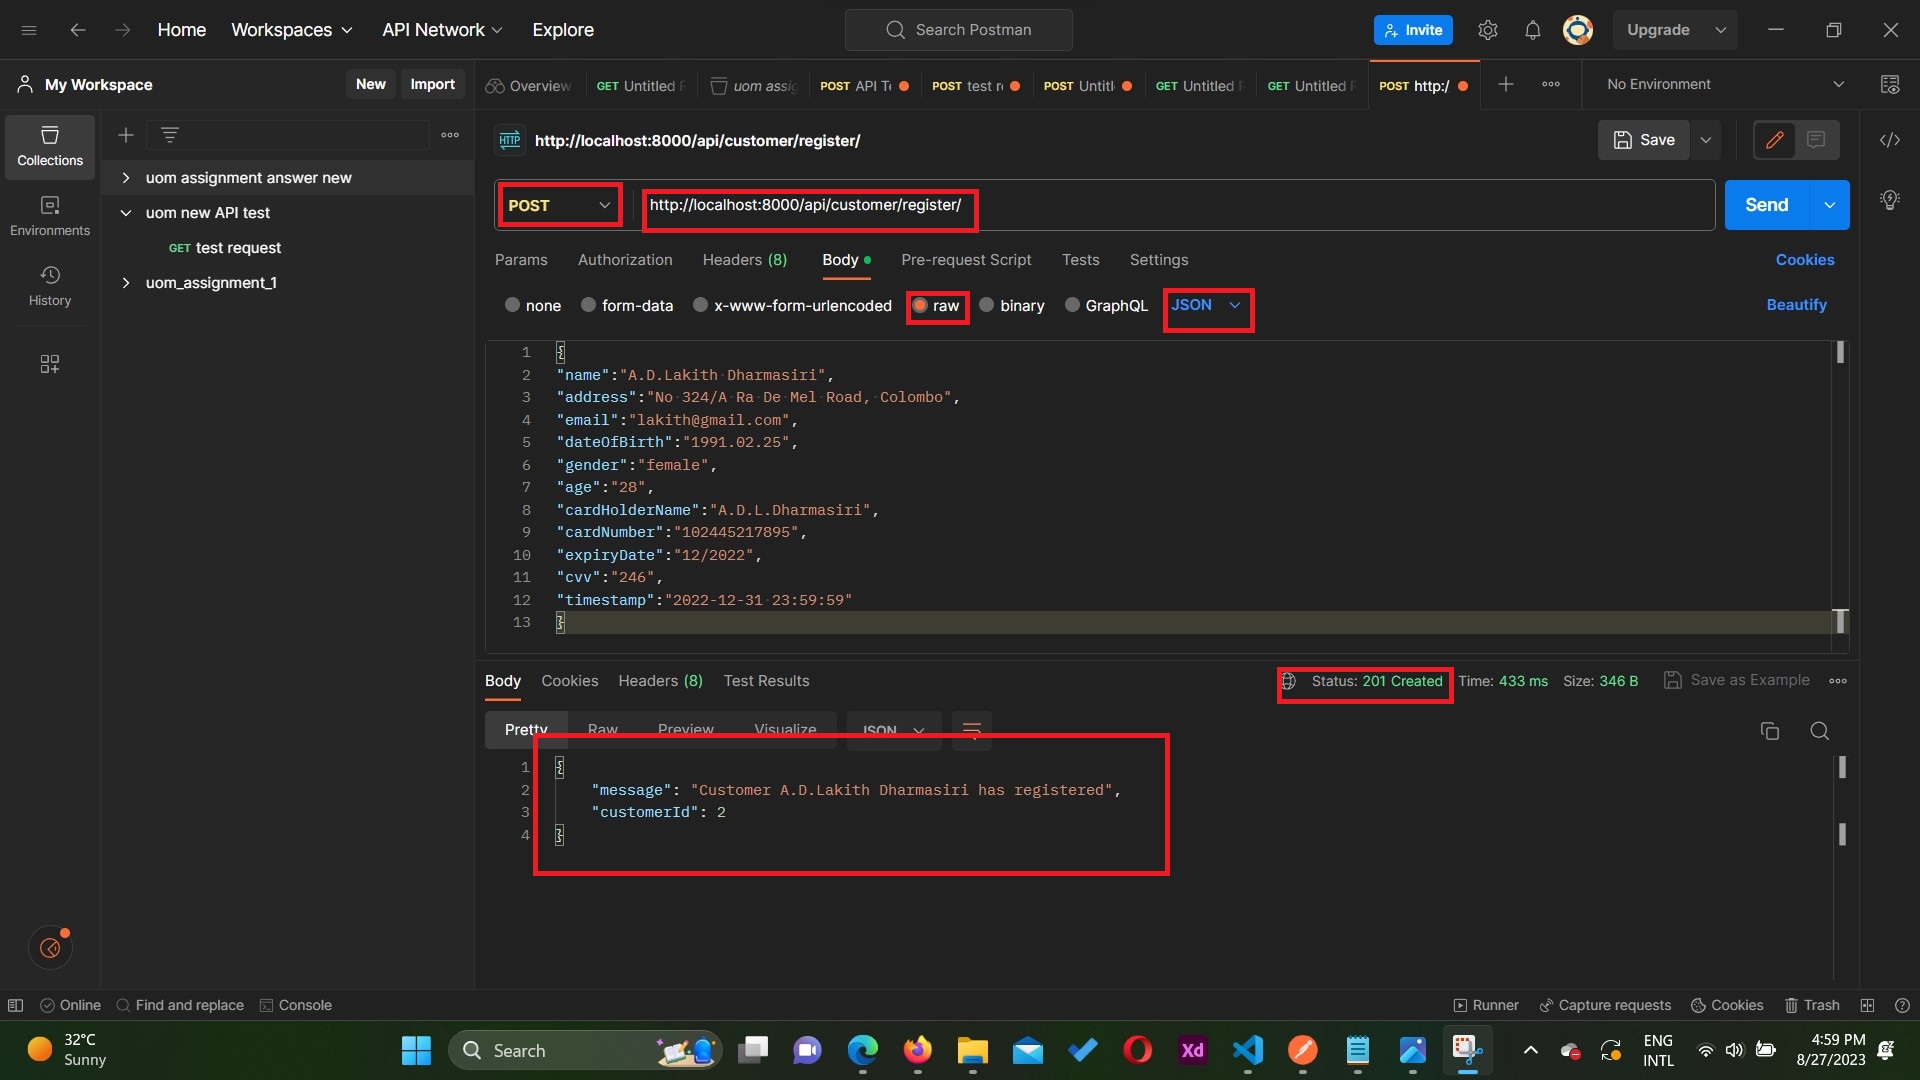 Home Workspaces API Network Explore Search Postman Invite Upgrade
My Workspace New Import
Overview GET Untitled POST API POST test POST GET Untitled GET Untitled POST http:/ No Environment
Collections
Environments
History
uom assignment answer new
uom new API test
GET test request
uom_assignment_1
HTTP http://localhost:8000/api/customer/register/ Save
POST http://localhost:8000/api/customer/register/ Send
Params Authorization Headers (8) Body Pre-request Script Tests Settings Cookies
none form-data x-www-form-urlencoded raw binary GraphQL JSON Beautify
1 {
2 "name":"A.D.Lakith Dharmasiri",
3 "address":"No 324/A Ra De Mel Road, Colombo",
4 "email":"lakith@gmail.com",
5 "dateOfBirth":"1991.02.25",
6 "gender":"female",
7 "age":"28",
8 "cardHolderName":"A.D.L.Dharmasiri",
9 "cardNumber":"102445217895",
10 "expiryDate":"12/2022",
11 "cvv":"246",
12 "timestamp":"2022-12-31 23:59:59"
13 }
Body Cookies Headers (8) Test Results Status: 201 Created Time: 433 ms Size: 346 B Save as Example
Pretty Raw Preview Visualize JSON
1 {
2 "message": "Customer A.D.Lakith Dharmasiri has registered",
3 "customerId": 2
4 }
Online Find and replace Console Runner Capture requests Cookies Trash
32°C
Sunny
Search
Xd
ENG
INTL
4:59 PM
8/27/2023